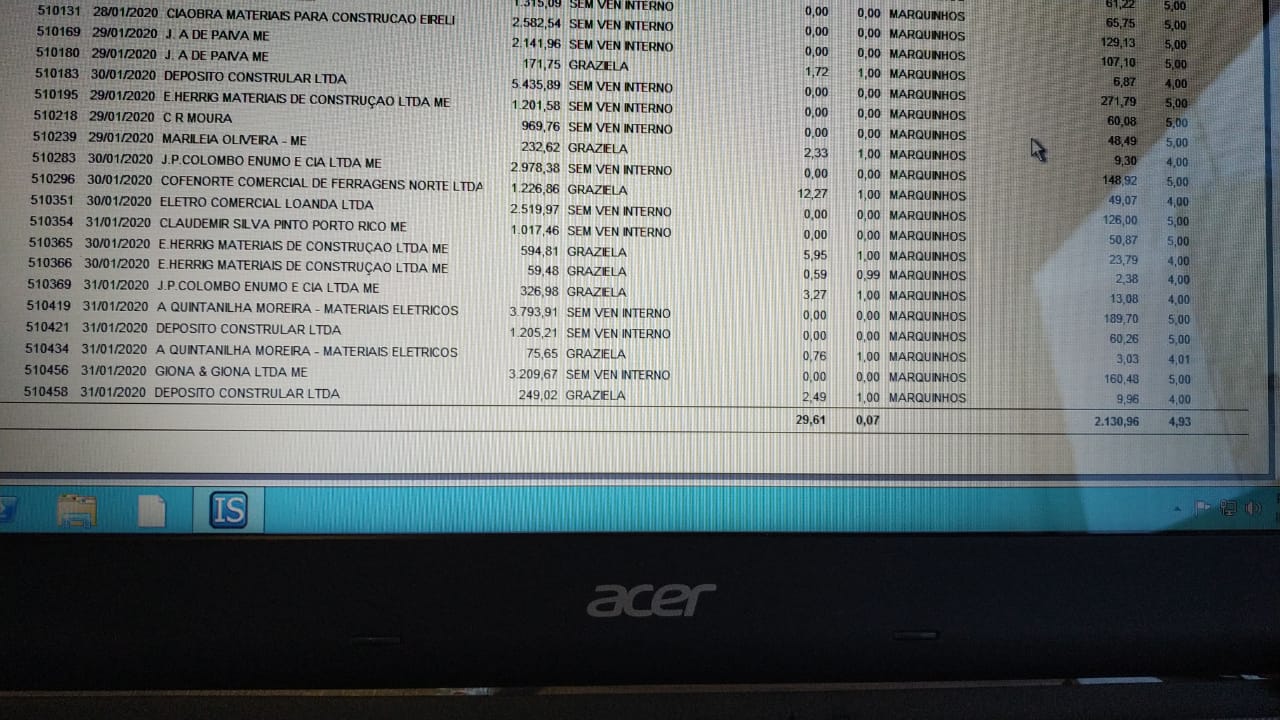 61,22 5,00
1.315,09 SEM VEN INTERNO 0,00 0,00 MARQUINHOS 65,75 5,00
510131 28/01/2020 CIAOBRA MATERIAIS PARA CONSTRUCAO EIRELI 2.582,54 SEM VEN INTERNO 0,00 0,00 MARQUINHOS 129,13 5,00
510169 29/01/2020 J. A DE PAIVA ME 2.141,96 SEM VEN INTERNO 0,00 0,00 MARQUINHOS 107,10 5,00
510180 29/01/2020 J. A DE PAIVA ME 171,75 GRAZIELA 1,72 1,00 MARQUINHOS 6,87 4,00
510183 30/01/2020 DEPOSITO CONSTRULAR LTDA 5.435,89 SEM VEN INTERNO 0,00 0,00 MARQUINHOS 271,79 5,00
510195 29/01/2020 E.HERRIG MATERIAIS DE CONSTRUÇAO LTDA ME 1.201,58 SEM VEN INTERNO 0,00 0,00 MARQUINHOS 60,08 5,00
510218 29/01/2020 C R MOURA 969,76 SEM VEN INTERNO 0,00 0,00 MARQUINHOS 48,49 5,00
510239 29/01/2020 MARILEIA OLIVEIRA - ME 232,62 GRAZIELA 2,33 1,00 MARQUINHOS 9,30 4,00
510283 30/01/2020 J.P.COLOMBO ENUMO E CIA LTDA ME 2.978,38 SEM VEN INTERNO 0,00 0,00 MARQUINHOS 148,92 5,00
510296 30/01/2020 COFENORTE COMERCIAL DE FERRAGENS NORTE LTDA 1.226,86 GRAZIELA 12,27 1,00 MARQUINHOS 49,07 4,00
510351 30/01/2020 ELETRO COMERCIAL LOANDA LTDA 2.519,97 SEM VEN INTERNO 0,00 0,00 MARQUINHOS 126,00 5,00
510354 31/01/2020 CLAUDEMIR SILVA PINTO PORTO RICO ME 1.017,46 SEM VEN INTERNO 0,00 0,00 MARQUINHOS 50,87 5,00
510365 30/01/2020 E.HERRIG MATERIAIS DE CONSTRUÇAO LTDA ME 594,81 GRAZIELA 5,95 1,00 MARQUINHOS 23,79 4,00
510366 30/01/2020 E.HERRIG MATERIAIS DE CONSTRUÇAO LTDA ME 59,48 GRAZIELA 0,59 0,99 MARQUINHOS 2,38 4,00
510369 31/01/2020 J.P.COLOMBO ENUMO E CIA LTDA ME 326,98 GRAZIELA 3,27 1,00 MARQUINHOS 13,08 4,00
510419 31/01/2020 A QUINTANILHA MOREIRA - MATERIAIS ELETRICOS 3.793,91 SEM VEN INTERNO 0,00 0,00 MARQUINHOS 189,70 5,00
510421 31/01/2020 DEPOSITO CONSTRULAR LTDA 1.205,21 SEM VEN INTERNO 0,00 0,00 MARQUINHOS 60,26 5,00
510434 31/01/2020 A QUINTANILHA MOREIRA - MATERIAIS ELETRICOS 75,65 GRAZIELA 0,76 1,00 MARQUINHOS 3,03 4,01
510456 31/01/2020 GIONA & GIONA LTDA ME 3.209,67 SEM VEN INTERNO 0,00 0,00 MARQUINHOS 160,48 5,00
510458 31/01/2020 DEPOSITO CONSTRULAR LTDA 249,02 GRAZIELA 2,49 1,00 MARQUINHOS 9,96 4,00
29,61 0,07 2.130,96 4,93
IS
acer